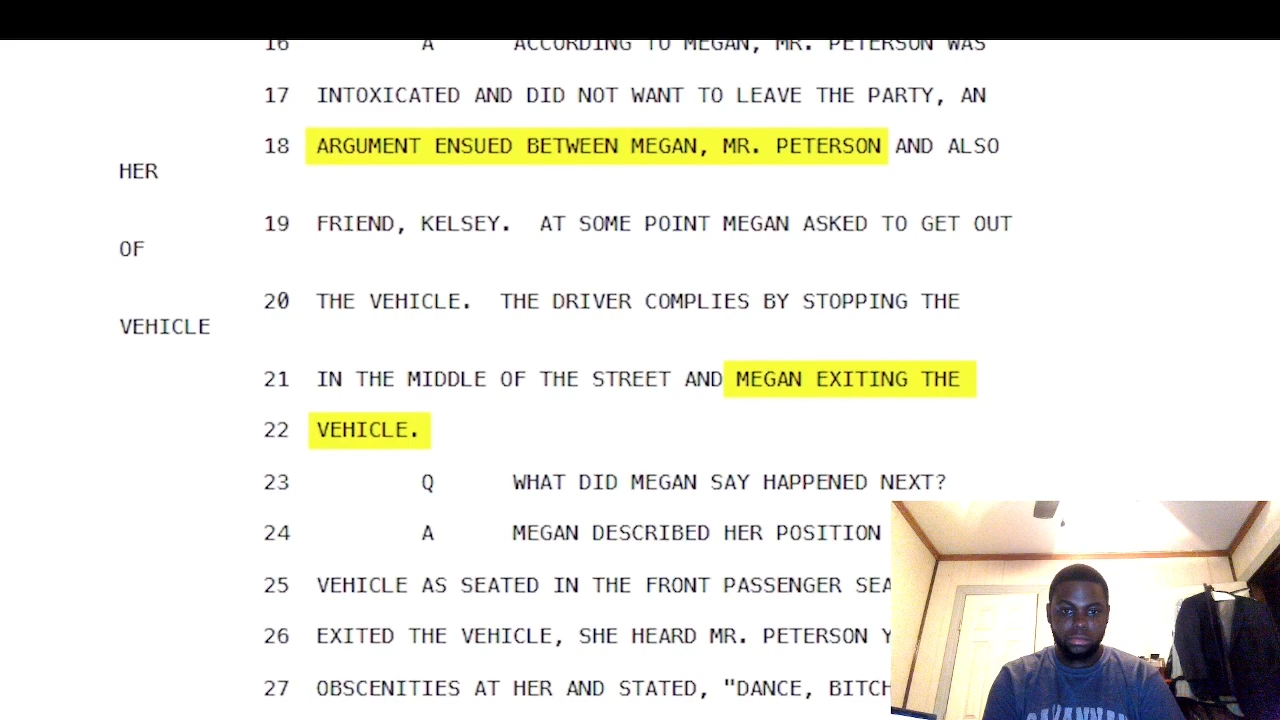 16 A ACCORDING TO MEGAN, MR. PETERSON WAS
17 INTOXICATED AND DID NOT WANT TO LEAVE THE PARTY, AN
18 ARGUMENT ENSUED BETWEEN MEGAN, MR. PETERSON AND ALSO
HER
19 FRIEND, KELSEY. AT SOME POINT MEGAN ASKED TO GET OUT
OF
20 THE VEHICLE. THE DRIVER COMPLIES BY STOPPING THE
VEHICLE
21 IN THE MIDDLE OF THE STREET AND MEGAN EXITING THE
22 VEHICLE.
23 Q WHAT DID MEGAN SAY HAPPENED NEXT?
24 A MEGAN DESCRIBED HER POSITION
25 VEHICLE AS SEATED IN THE FRONT PASSENGER
26 EXITED THE VEHICLE, SHE HEARD MR. PETERSON
27 OBSCENITIES AT HER AND STATED, "DANCE, BITCH